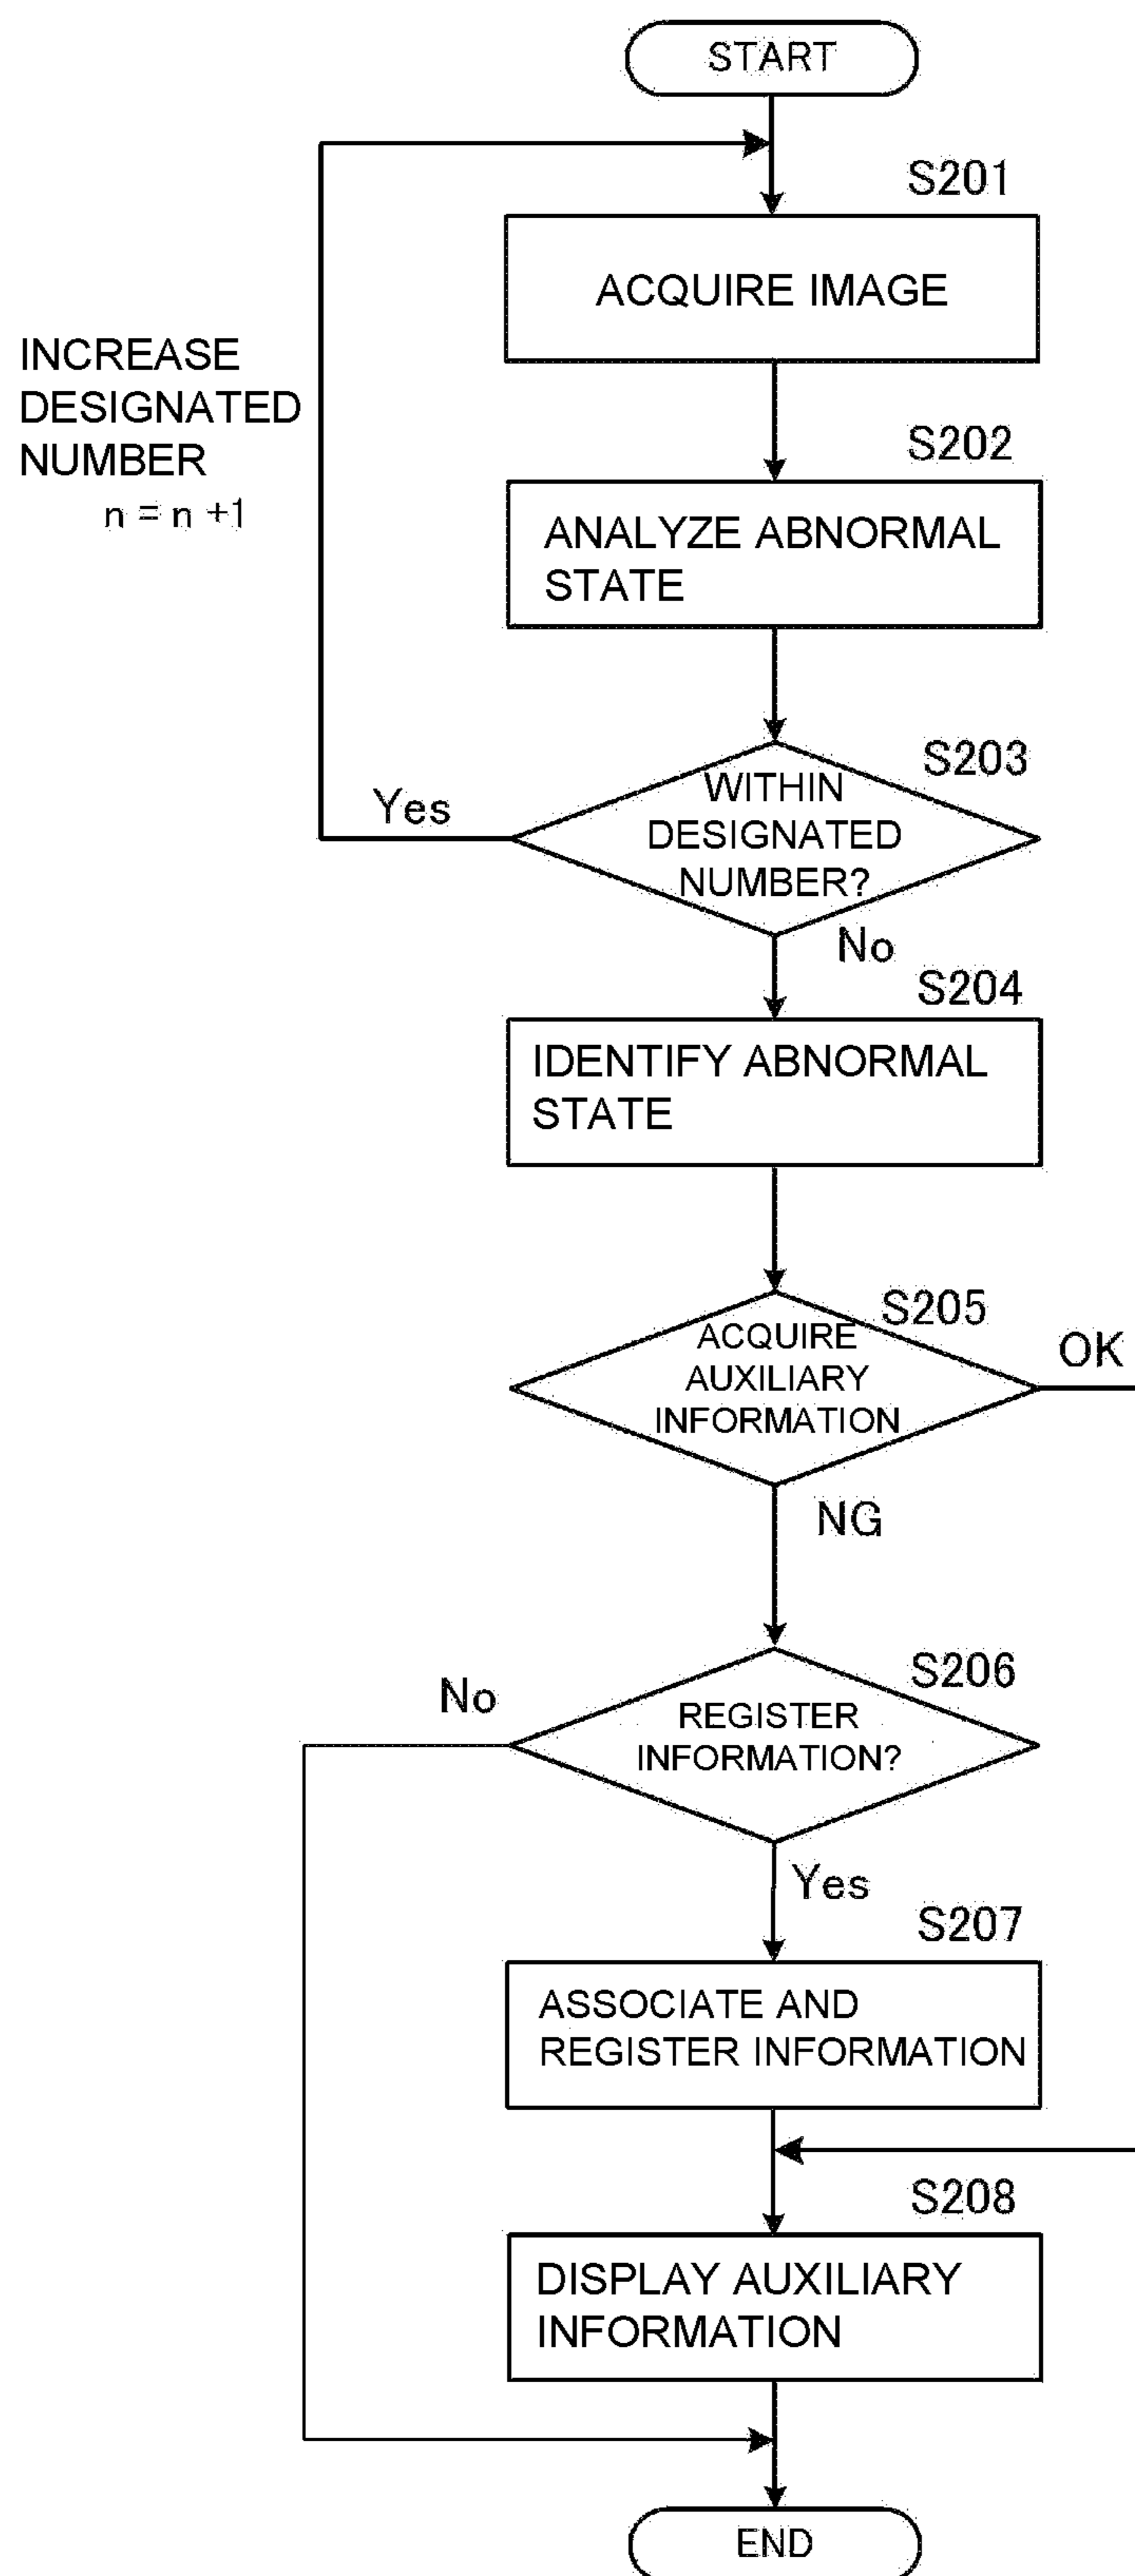 START
S201
ACQUIRE IMAGE
INCREASE
DESIGNATED
NUMBER
n = n +1
S202
ANALYZE ABNORMAL
STATE
S203
WITHIN
DESIGNATED
NUMBER?
Yes
No
S204
IDENTIFY ABNORMAL
STATE
S205
ACQUIRE
AUXILIARY
INFORMATION
OK
NG
S206
REGISTER
INFORMATION?
No
Yes
S207
ASSOCIATE AND
REGISTER INFORMATION
S208
DISPLAY AUXILIARY
INFORMATION
END